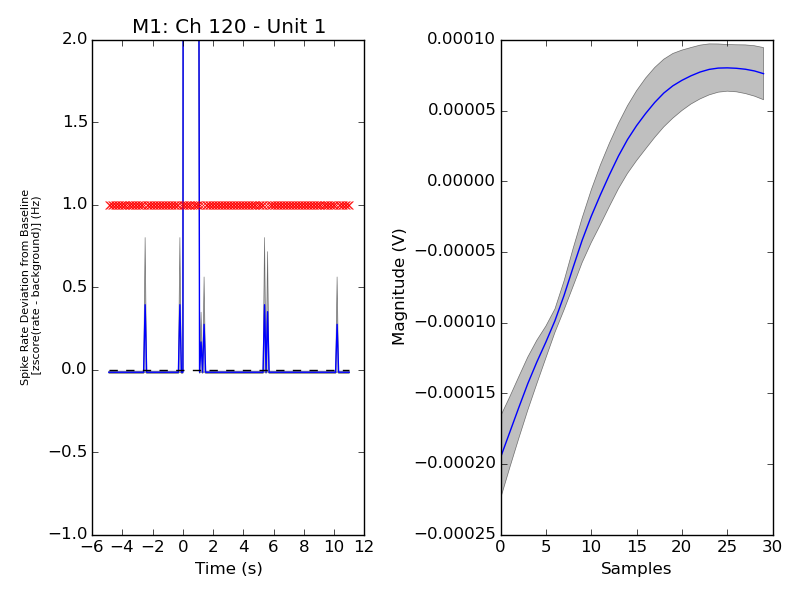 M1: Ch 120 - Unit 1
2.0
1.5
1.0
0.5
0.0
−0.5
−1.0
−6 −4 −2 0 2 4 6 8 10 12
Time (s)
Spike Rate Deviation from Baseline
[zscore(rate - background)] (Hz)
0.00010
0.00005
0.00000
−0.00005
−0.00010
−0.00015
−0.00020
−0.00025
0 5 10 15 20 25 30
Samples
Magnitude (V)